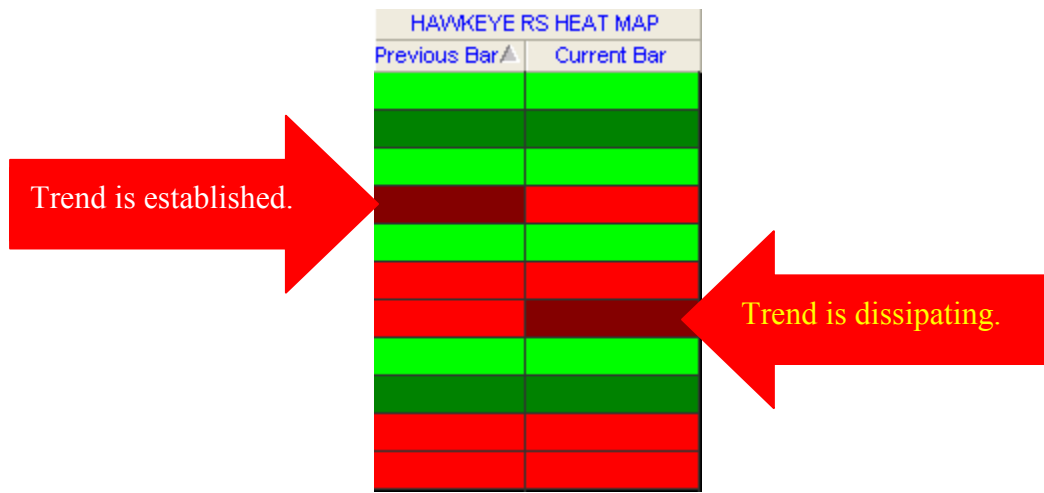 HAWKEYE RS HEAT MAP
Previous Bar
Current Bar
Trend is established.
Trend is dissipating.